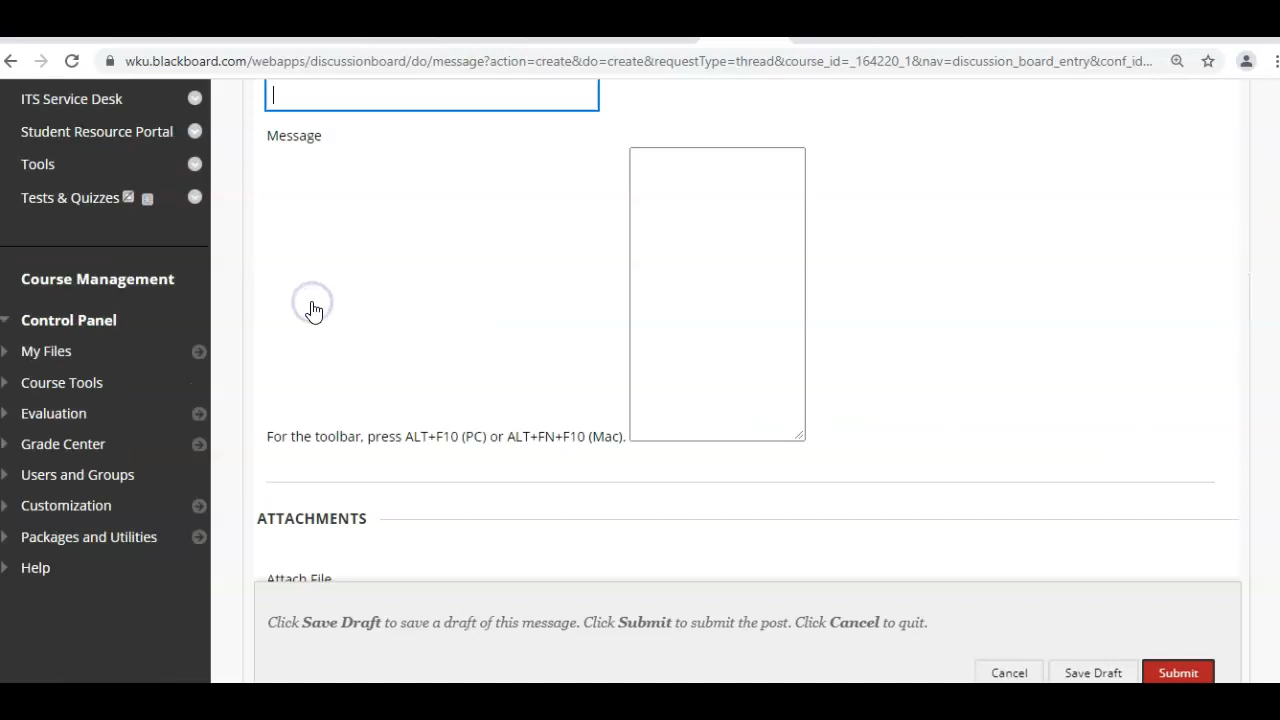 wku.blackboard.com/webapps/discussionboard/do/message?action=create&do=create&requestType=thread&course_id=_164220_1&nav=discussion_board_entry&conf_id...
ITS Service Desk
Student Resource Portal
Tools
Tests & Quizzes
Course Management
Control Panel
My Files
Course Tools
Evaluation
Grade Center
Users and Groups
Customization
Packages and Utilities
Help
Message
For the toolbar, press ALT+F10 (PC) or ALT+FN+F10 (Mac).
ATTACHMENTS
Attach File
Click Save Draft to save a draft of this message. Click Submit to submit the post. Click Cancel to quit.
Cancel
Save Draft
Submit